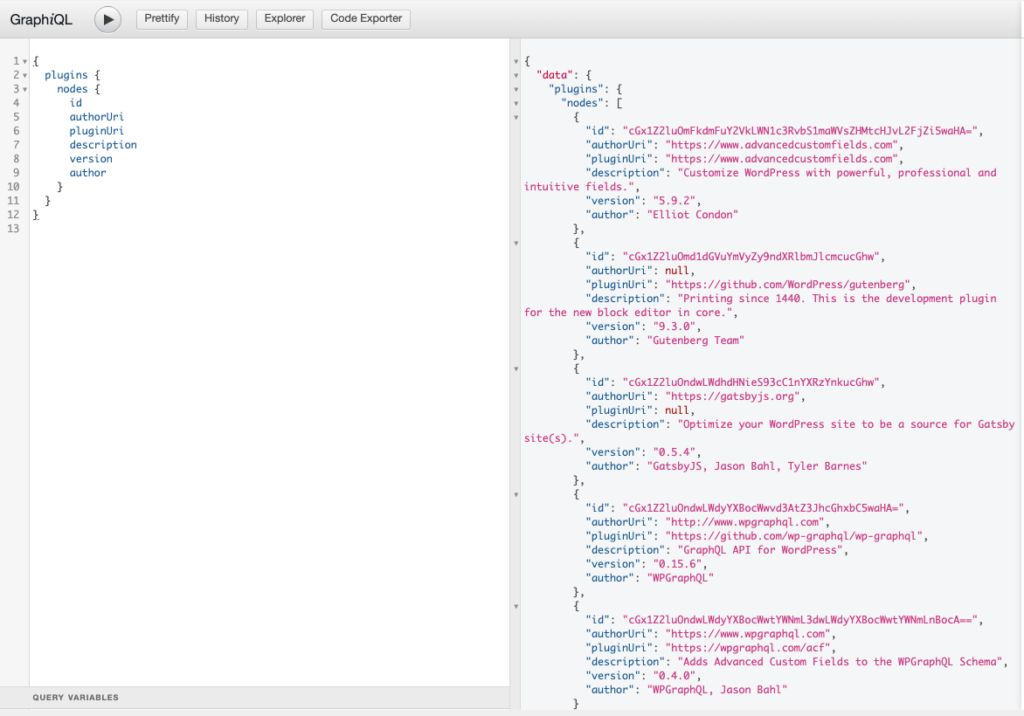 GraphiQL
Prettify
History
Explorer
Code Exporter
1 {
2 plugins {
3 nodes {
4 id
5 authorUri
6 pluginUri
7 description
8 version
9 author
10 }
11 }
12 }
13
QUERY VARIABLES
{
"data": {
"plugins": {
"nodes": [
{
"id": "cGx1Z2luOmFkdmFuY2VkLWN1c3RvbS1maWVsZHMtcHJvL2FjZi5waHA=",
"authorUri": "https://www.advancedcustomfields.com",
"pluginUri": "https://www.advancedcustomfields.com",
"description": "Customize WordPress with powerful, professional and
intuitive fields.",
"version": "5.9.2",
"author": "Elliot Condon"
},
{
"id": "cGx1Z2luOmd1dGVuYmVyZy9ndXRlbmJlcmcucGhw",
"authorUri": null,
"pluginUri": "https://github.com/WordPress/gutenberg",
"description": "Printing since 1440. This is the development plugin
for the new block editor in core.",
"version": "9.3.0",
"author": "Gutenberg Team"
},
{
"id": "cGx1Z2luOndwLWdhdHNieS93cC1nYXRzYnkucGhw",
"authorUri": "https://gatsbyjs.org",
"pluginUri": null,
"description": "Optimize your WordPress site to be a source for Gatsby
site(s).",
"version": "0.5.4",
"author": "GatsbyJS, Jason Bahl, Tyler Barnes"
},
{
"id": "cGx1Z2luOndwLWdyYXBocWwvd3AtZ3JhcGhxbC5waHA=",
"authorUri": "http://www.wpgraphql.com",
"pluginUri": "https://github.com/wp-graphql/wp-graphql",
"description": "GraphQL API for WordPress",
"version": "0.15.6",
"author": "WPGraphQL"
},
{
"id": "cGx1Z2luOndwLWdyYXBocWwtYWNmL3dwLWdyYXBocWwtYWNmLnBocA==",
"authorUri": "https://www.wpgraphql.com",
"pluginUri": "https://wpgraphql.com/acf",
"description": "Adds Advanced Custom Fields to the WPGraphQL Schema",
"version": "0.4.0",
"author": "WPGraphQL, Jason Bahl"
}